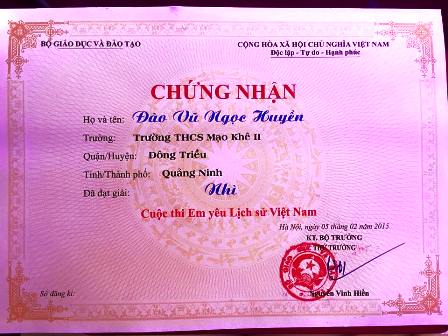 BỘ GIÁO DỤC VÀ ĐÀO TẠO
CỘNG HÒA XÃ HỘI CHỦ NGHĨA VIỆT NAM
Độc lập - Tự do - Hạnh phúc
CHỨNG NHẬN
Họ và tên: Đào Vũ Ngọc Huyền
Trường: Trường THCS Mạo Khê II
Quận/Huyện: Đông Triều
Tỉnh/Thành phố: Quảng Ninh
Đã đạt giải: Nhì
Cuộc thi Em yêu Lịch sử Việt Nam
Hà Nội, ngày 03 tháng 02 năm 2015
KT. BỘ TRƯỞNG
THỨ TRƯỞNG
Số đăng kí:
Nguyễn Vinh Hiển